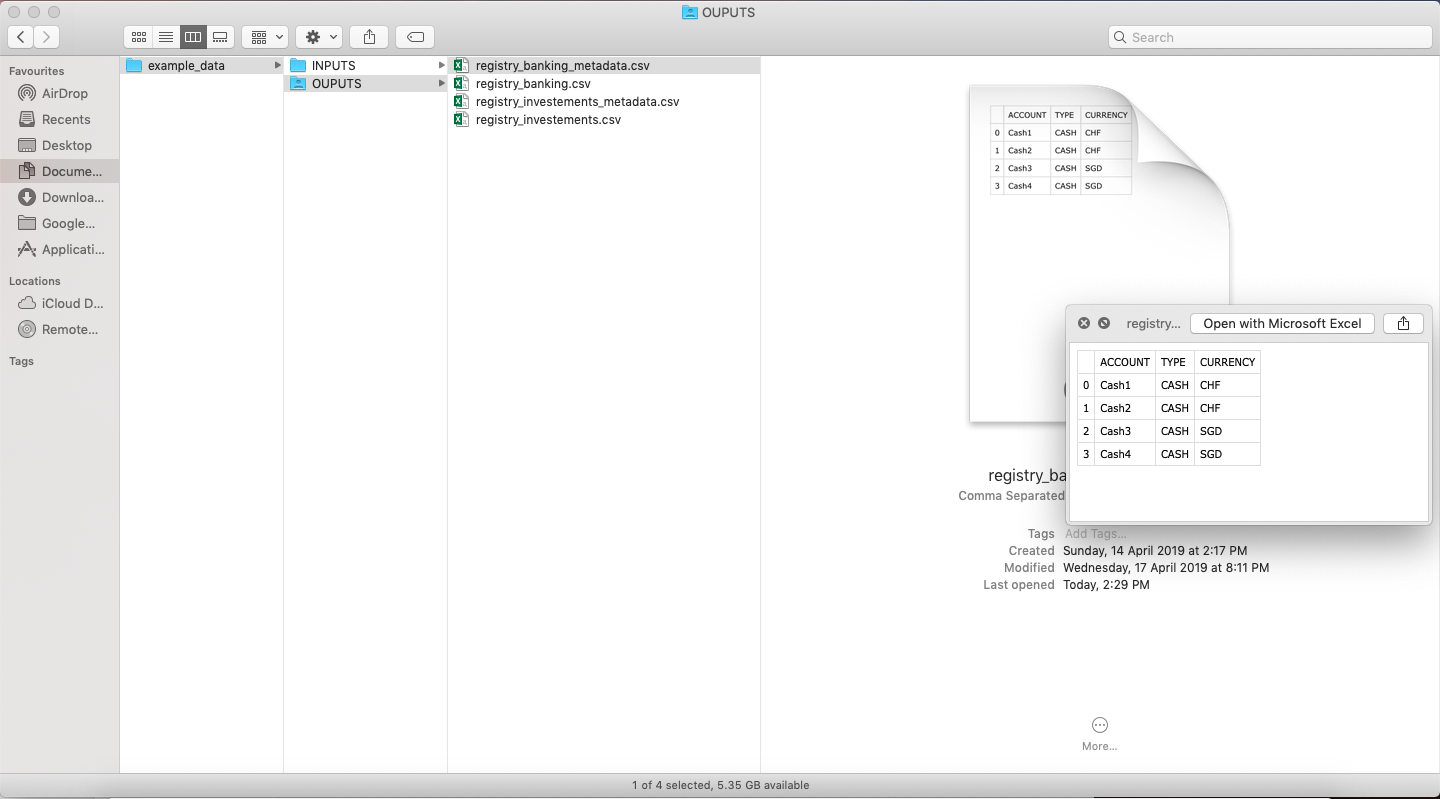 OUPUTS
Search
Favourites
AirDrop
Recents
Desktop
Docume...
Downloa...
Google...
Applicati...
Locations
iCloud D...
Remote...
Tags
example_data
INPUTS
OUPUTS
registry_banking_metadata.csv
registry_banking.csv
registry_investements_metadata.csv
registry_investements.csv
ACCOUNT TYPE CURRENCY
0 Cash1 CASH CHF
1 Cash2 CASH CHF
2 Cash3 CASH SGD
3 Cash4 CASH SGD
registry... Open with Microsoft Excel
ACCOUNT TYPE CURRENCY
0 Cash1 CASH CHF
1 Cash2 CASH CHF
2 Cash3 CASH SGD
3 Cash4 CASH SGD
registry_ba
Comma Separated
Tags Add Tags...
Created Sunday, 14 April 2019 at 2:17 PM
Modified Wednesday, 17 April 2019 at 8:11 PM
Last opened Today, 2:29 PM
More...
1 of 4 selected, 5.35 GB available